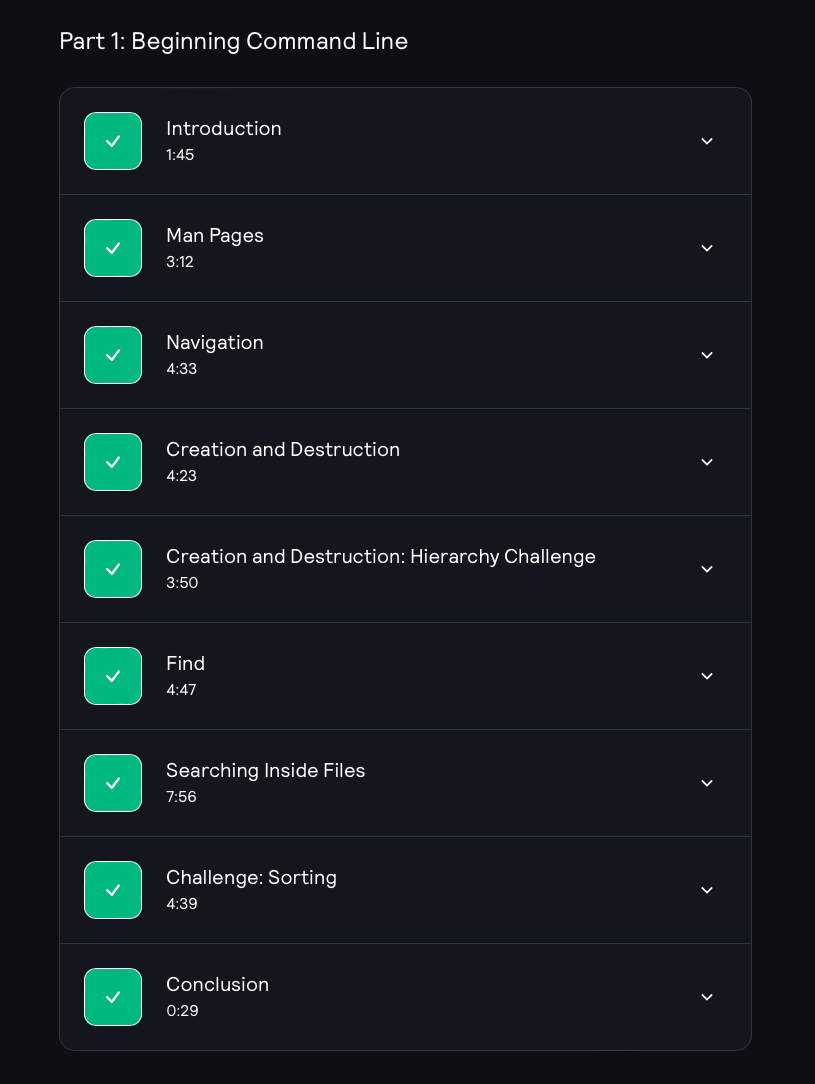 Part 1: Beginning Command Line
Introduction
1:45
Man Pages
3:12
Navigation
4:33
Creation and Destruction
4:23
Creation and Destruction: Hierarchy Challenge
3:50
Find
4:47
Searching Inside Files
7:56
Challenge: Sorting
4:39
Conclusion
0:29